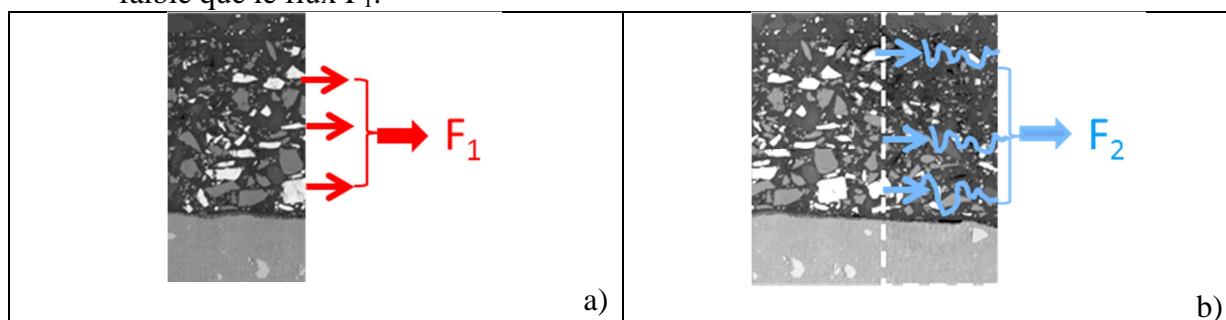 faible que le flux F₁.
F₁
a)
F₂
b)